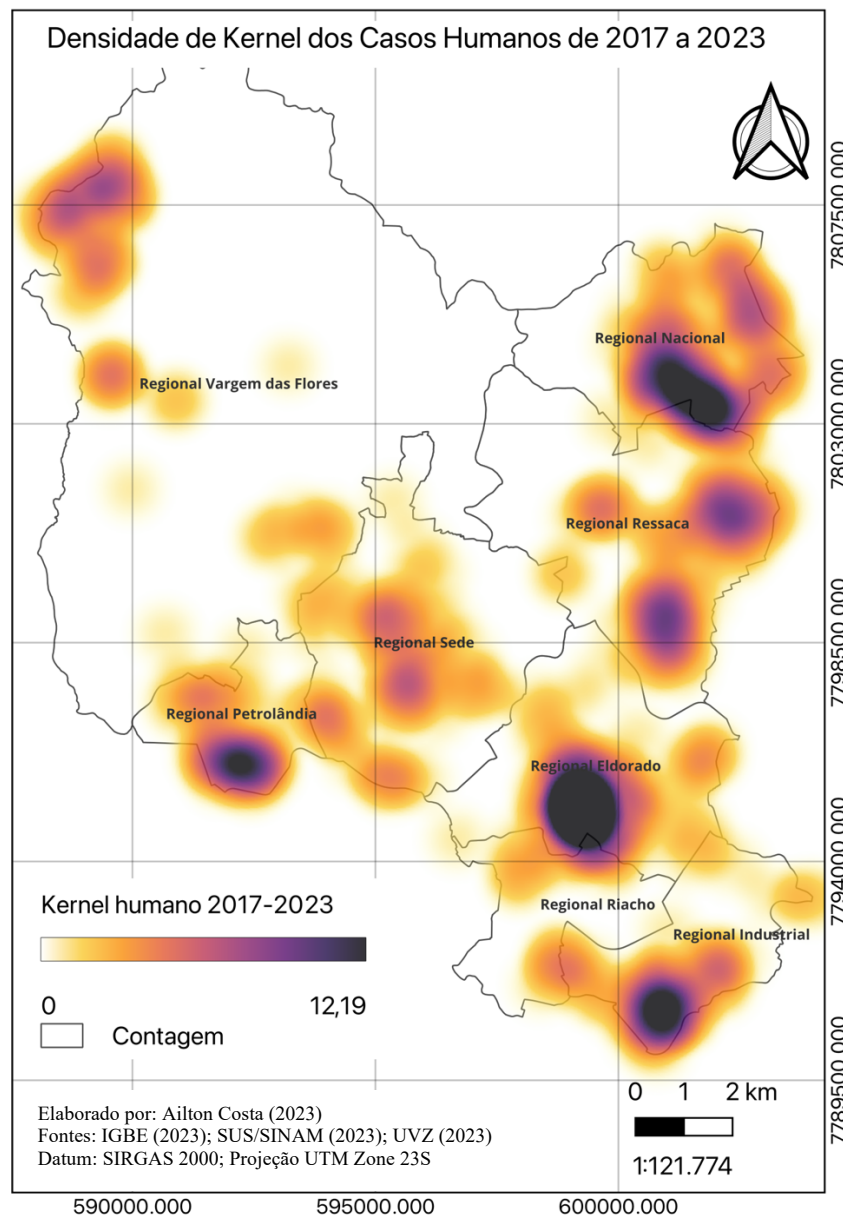 Densidade de Kernel dos Casos Humanos de 2017 a 2023
7807500.000
Regional Nacional
Regional Vargem das Flores
7803000.000
Regional Ressaca
Regional Sede
7798500.000
Regional Petrolândia
Regional Eldorado
7794000.000
Kernel humano 2017-2023
Regional Riacho
Regional Industrial
0 12,19
Contagem
7789500.000
0 1 2 km
1:121.774
Elaborado por: Ailton Costa (2023)
Fontes: IGBE (2023); SUS/SINAM (2023); UVZ (2023)
Datum: SIRGAS 2000; Projeção UTM Zone 23S
590000.000 595000.000 600000.000